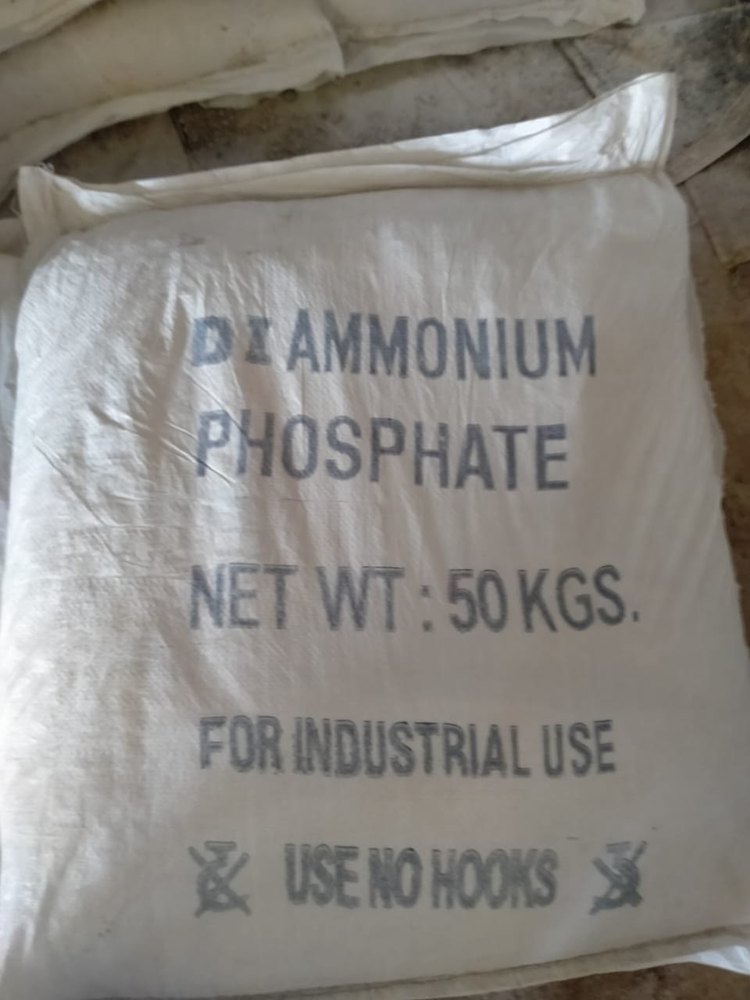 DI AMMONIUM
PHOSPHATE
NET WT : 50 KGS.
FOR INDUSTRIAL USE
USE NO HOOKS